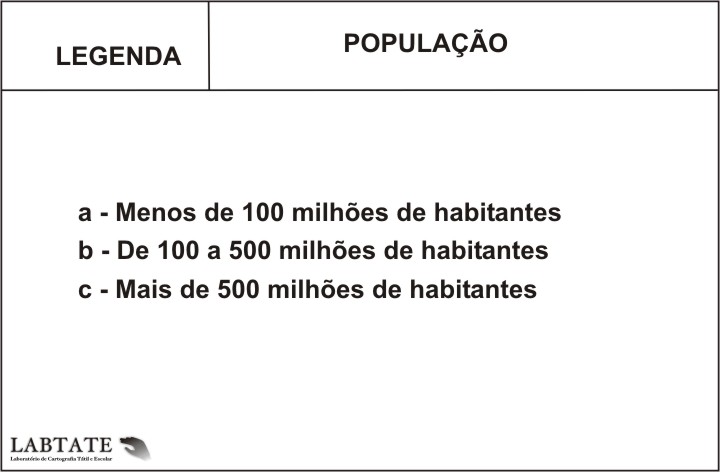 LEGENDA
POPULAÇÃO
a - Menos de 100 milhões de habitantes
b - De 100 a 500 milhões de habitantes
c - Mais de 500 milhões de habitantes
LABTATE
Laboratório de Cartografia Tátil e Escolar